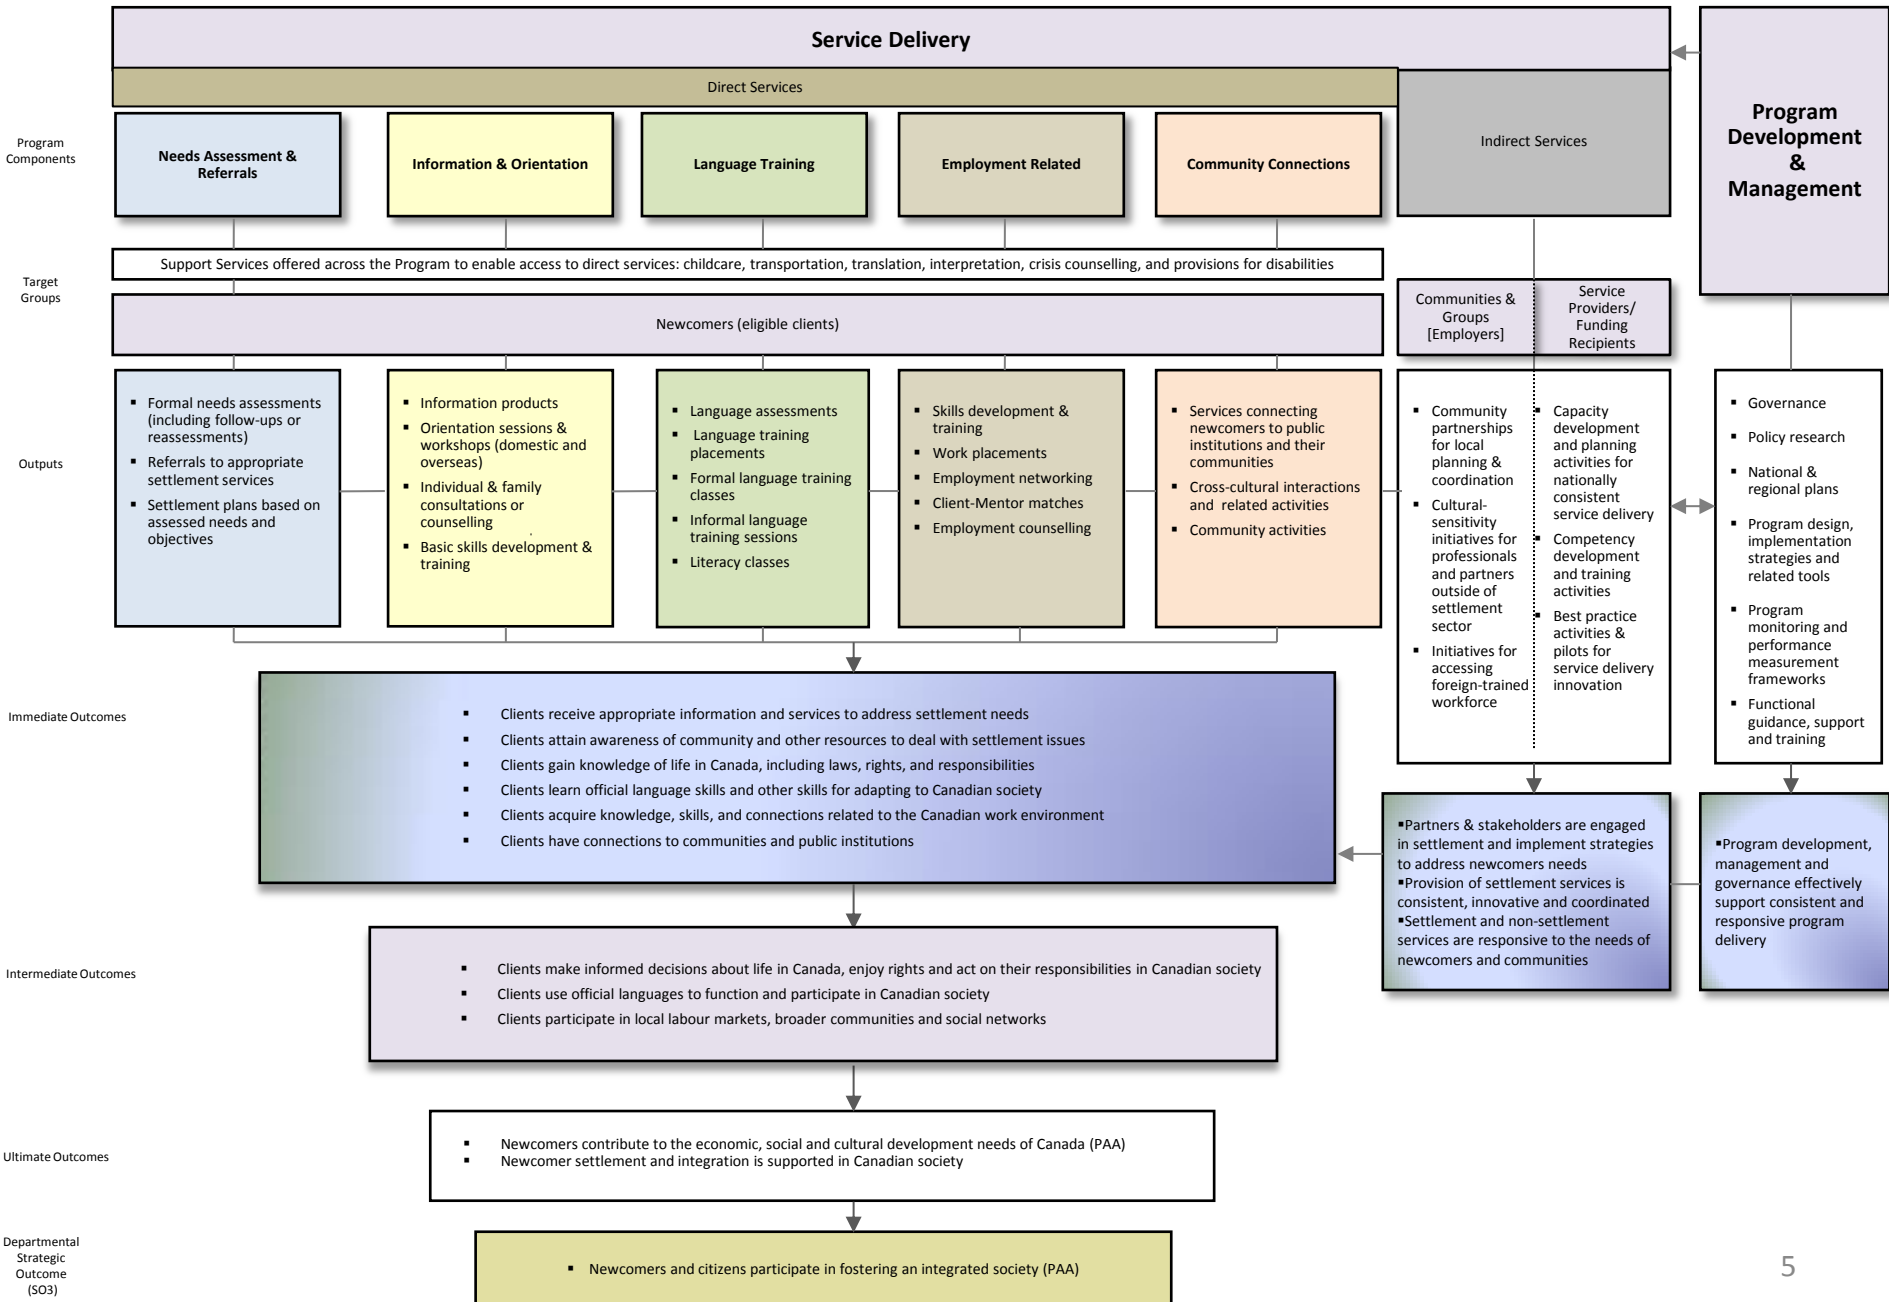 Service Delivery
Direct Services
Program
Components
Needs Assessment &
Referrals
Information & Orientation
Language Training
Employment Related
Community Connections
Indirect Services
Program
Development
&
Management
Support Services offered across the Program to enable access to direct services: childcare, transportation, translation, interpretation, crisis counselling, and provisions for disabilities
Target
Groups
Newcomers (eligible clients)
Communities &
Groups
[Employers]
Service
Providers/
Funding
Recipients
Outputs
▪ Formal needs assessments
(including follow-ups or
reassessments)
▪ Referrals to appropriate
settlement services
▪ Settlement plans based on
assessed needs and
objectives
▪ Information products
▪ Orientation sessions &
workshops (domestic and
overseas)
▪ Individual & family
consultations or
counselling
▪ Basic skills development &
training
▪ Language assessments
▪ Language training
placements
▪ Formal language training
classes
▪ Informal language
training sessions
▪ Literacy classes
▪ Skills development &
training
▪ Work placements
▪ Employment networking
▪ Client-Mentor matches
▪ Employment counselling
▪ Services connecting
newcomers to public
institutions and their
communities
▪ Cross-cultural interactions
and related activities
▪ Community activities
▪ Community
partnerships
for local
planning &
coordination
▪ Cultural-
sensitivity
initiatives for
professionals
and partners
outside of
settlement
sector
▪ Initiatives for
accessing
foreign-trained
workforce
▪ Capacity
development
and planning
activities for
nationally
consistent
service delivery
▪ Competency
development
and training
activities
▪ Best practice
activities &
pilots for
service delivery
innovation
▪ Governance
▪ Policy research
▪ National &
regional plans
▪ Program design,
implementation
strategies and
related tools
▪ Program
monitoring and
performance
measurement
frameworks
▪ Functional
guidance, support
and training
Immediate Outcomes
▪ Clients receive appropriate information and services to address settlement needs
▪ Clients attain awareness of community and other resources to deal with settlement issues
▪ Clients gain knowledge of life in Canada, including laws, rights, and responsibilities
▪ Clients learn official language skills and other skills for adapting to Canadian society
▪ Clients acquire knowledge, skills, and connections related to the Canadian work environment
▪ Clients have connections to communities and public institutions
▪Partners & stakeholders are engaged
in settlement and implement strategies
to address newcomers needs
▪Provision of settlement services is
consistent, innovative and coordinated
▪Settlement and non-settlement
services are responsive to the needs of
newcomers and communities
▪Program development,
management and
governance effectively
support consistent and
responsive program
delivery
Intermediate Outcomes
▪ Clients make informed decisions about life in Canada, enjoy rights and act on their responsibilities in Canadian society
▪ Clients use official languages to function and participate in Canadian society
▪ Clients participate in local labour markets, broader communities and social networks
Ultimate Outcomes
▪ Newcomers contribute to the economic, social and cultural development needs of Canada (PAA)
▪ Newcomer settlement and integration is supported in Canadian society
Departmental
Strategic
Outcome
(SO3)
▪ Newcomers and citizens participate in fostering an integrated society (PAA)
5